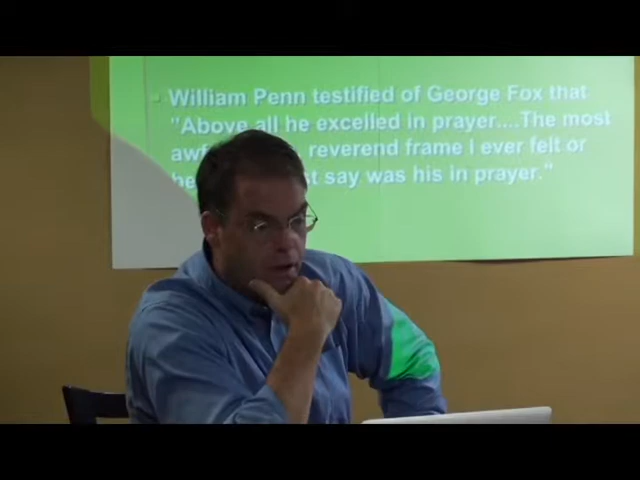 William Penn testified of George Fox that
"Above all he excelled in prayer....The most
reverend frame I ever felt or
say was his in prayer."